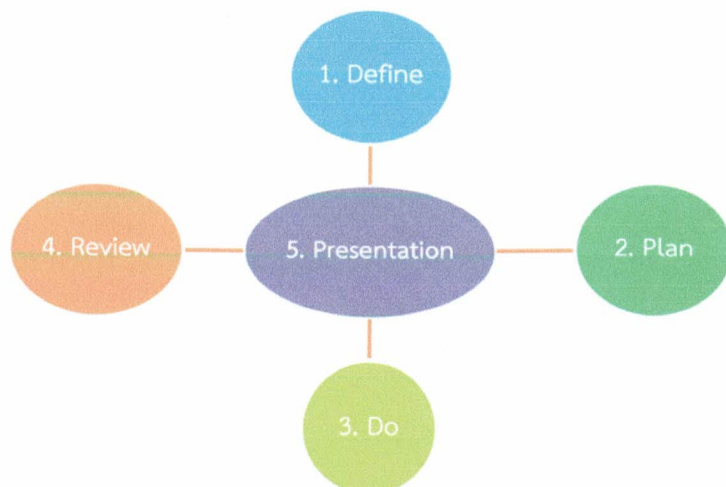 1. Define
2. Plan
3. Do
4. Review
5. Presentation